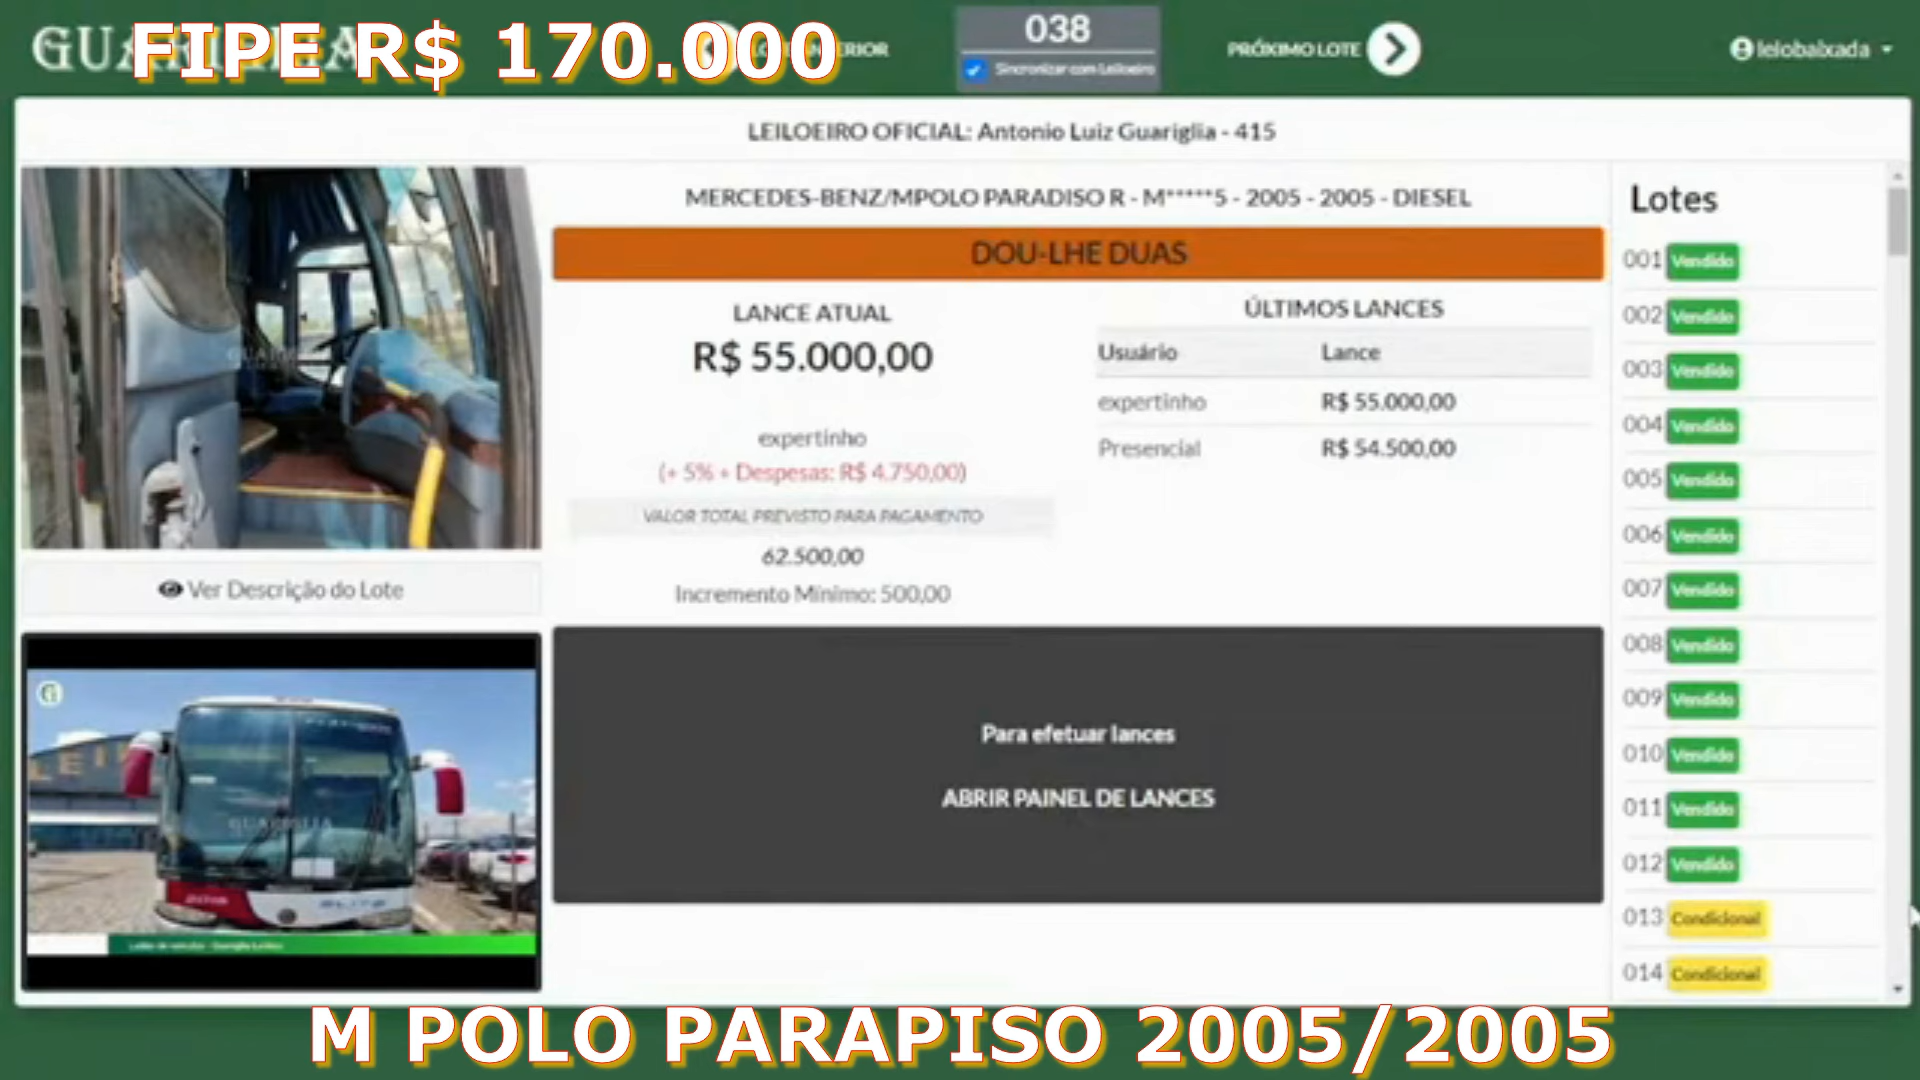 FIPE R$ 170.000
038
Sincronizar com Leiloeiro
PRÓXIMO LOTE
leiobaixada
LEILOEIRO OFICIAL: Antonio Luiz Guariglia - 415
MERCEDES-BENZ/MPOLO PARADISO R - M*****5 - 2005 - 2005 - DIESEL
DOU-LHE DUAS
LANCE ATUAL
R$ 55.000,00
expertinho
(+ 5% + Despesas: R$ 4.750,00)
VALOR TOTAL PREVISTO PARA PAGAMENTO
62.500,00
Incremento Mínimo: 500,00
ÚLTIMOS LANCES
Usuário Lance
expertinho R$ 55.000,00
Presencial R$ 54.500,00
Ver Descrição do Lote
Para efetuar lances
ABRIR PAINEL DE LANCES
Lotes
001 Vendido
002 Vendido
003 Vendido
004 Vendido
005 Vendido
006 Vendido
007 Vendido
008 Vendido
009 Vendido
010 Vendido
011 Vendido
012 Vendido
013 Condicional
014 Condicional
M POLO PARAPISO 2005/2005